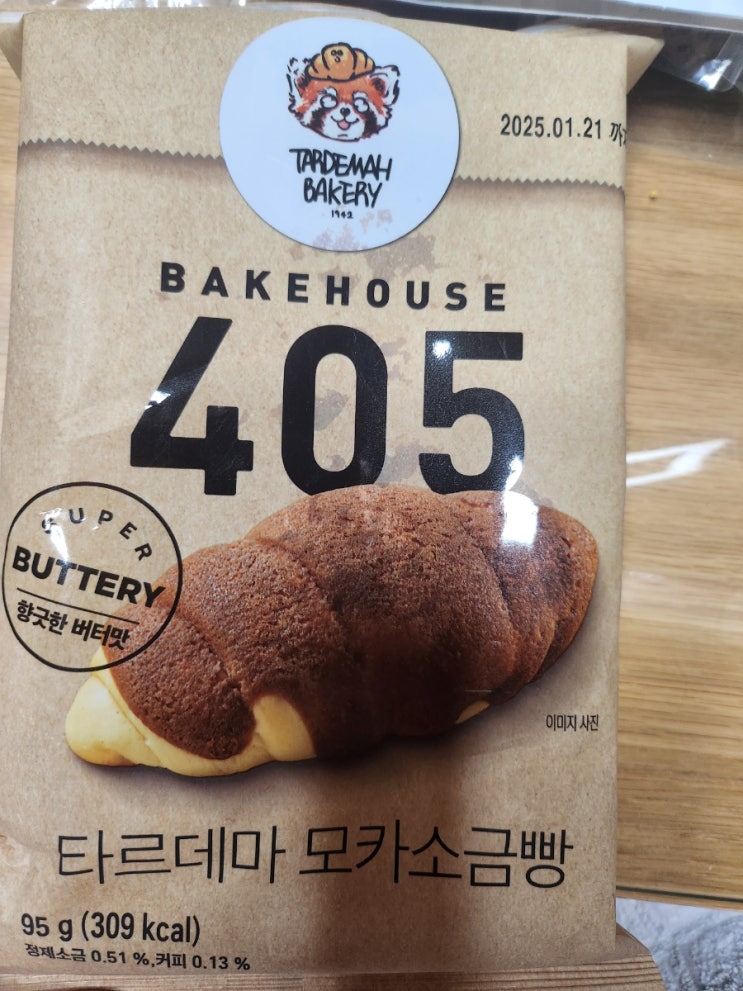 TARDEMAH
BAKERY
1942
2025.01.21 까지
BAKEHOUSE
405
SUPER
BUTTERY
향긋한 버터맛
이미지 사진
타르데마 모카소금빵
95 g (309 kcal)
정제소금 0.51 %,커피 0.13 %